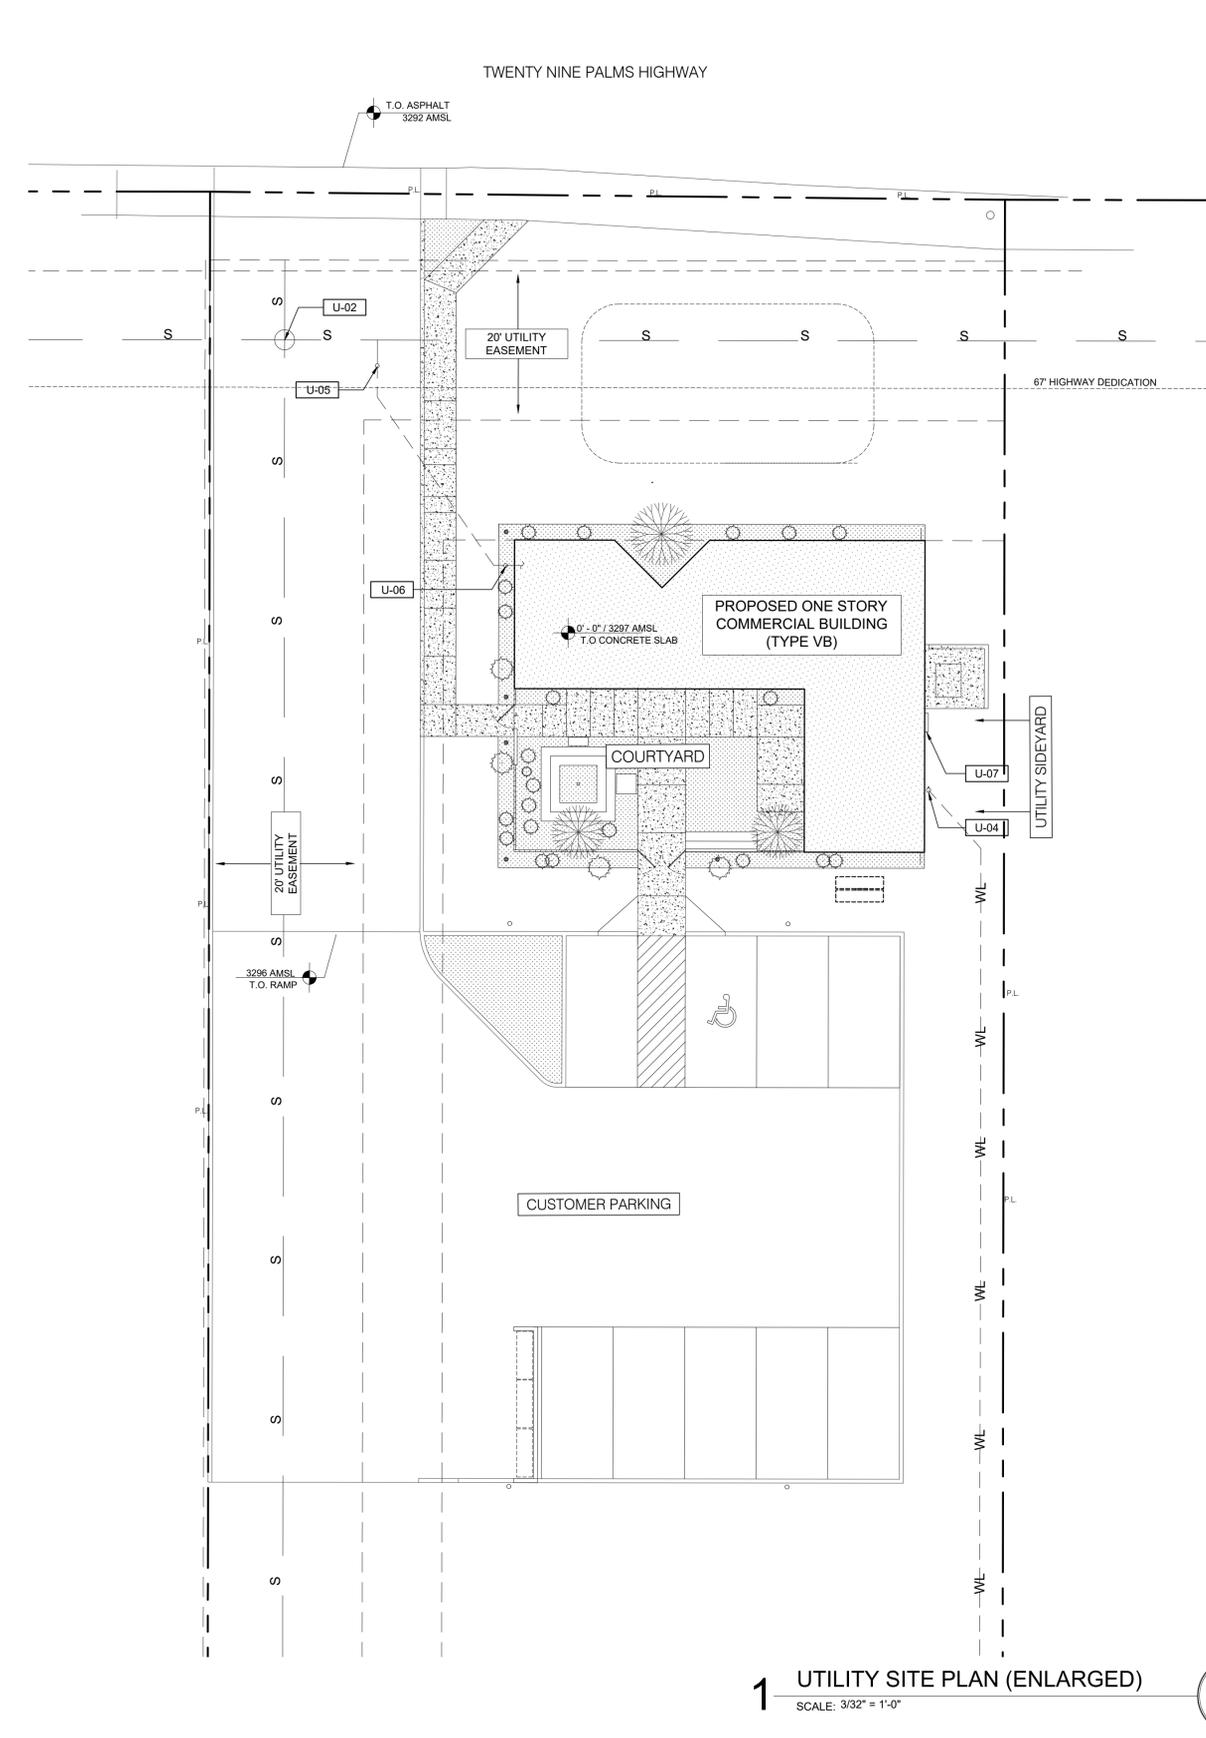 TWENTY NINE PALMS HIGHWAY
T.O. ASPHALT
3292 AMSL
P.L.
P.L.
P.L.
S
U-02
S
S
S
S
S
S
20' UTILITY
EASEMENT
U-05
67' HIGHWAY DEDICATION
S
U-06
PROPOSED ONE STORY
COMMERCIAL BUILDING
(TYPE VB)
S
0' - 0" / 3297 AMSL
T.O CONCRETE SLAB
P.L.
UTILITY SIDEYARD
COURTYARD
U-07
S
U-04
20' UTILITY
EASEMENT
WL
P.L.
S
3296 AMSL
T.O. RAMP
P.L.
WL
S
P.L.
WL
P.L.
CUSTOMER PARKING
S
WL
S
WL
S
WL
1
UTILITY SITE PLAN (ENLARGED)
SCALE: 3/32" = 1'-0"